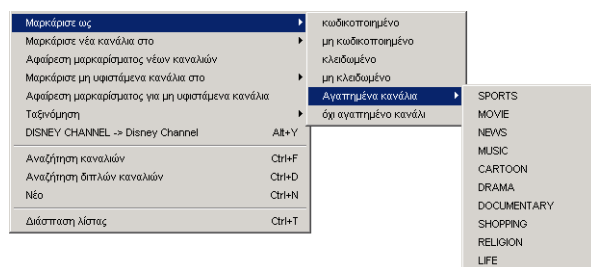 Μαρκάρισε ως
Μαρκάρισε νέα κανάλια στο
Αφαίρεση μαρκαρίσματος νέων καναλιών
Μαρκάρισε μη υφιστάμενα κανάλια στο
Αφαίρεση μαρκαρίσματος για μη υφιστάμενα κανάλια
Ταξινόμηση
DISNEY CHANNEL -> Disney Channel Alt+Y
Αναζήτηση καναλιών Ctrl+F
Αναζήτηση διπλών καναλιών Ctrl+D
Νέο Ctrl+N
Διάσπαση λίστας Ctrl+T
κωδικοποιημένο
μη κωδικοποιημένο
κλειδωμένο
μη κλειδωμένο
Αγαπημένα κανάλια
όχι αγαπημένο κανάλι
SPORTS
MOVIE
NEWS
MUSIC
CARTOON
DRAMA
DOCUMENTARY
SHOPPING
RELIGION
LIFE